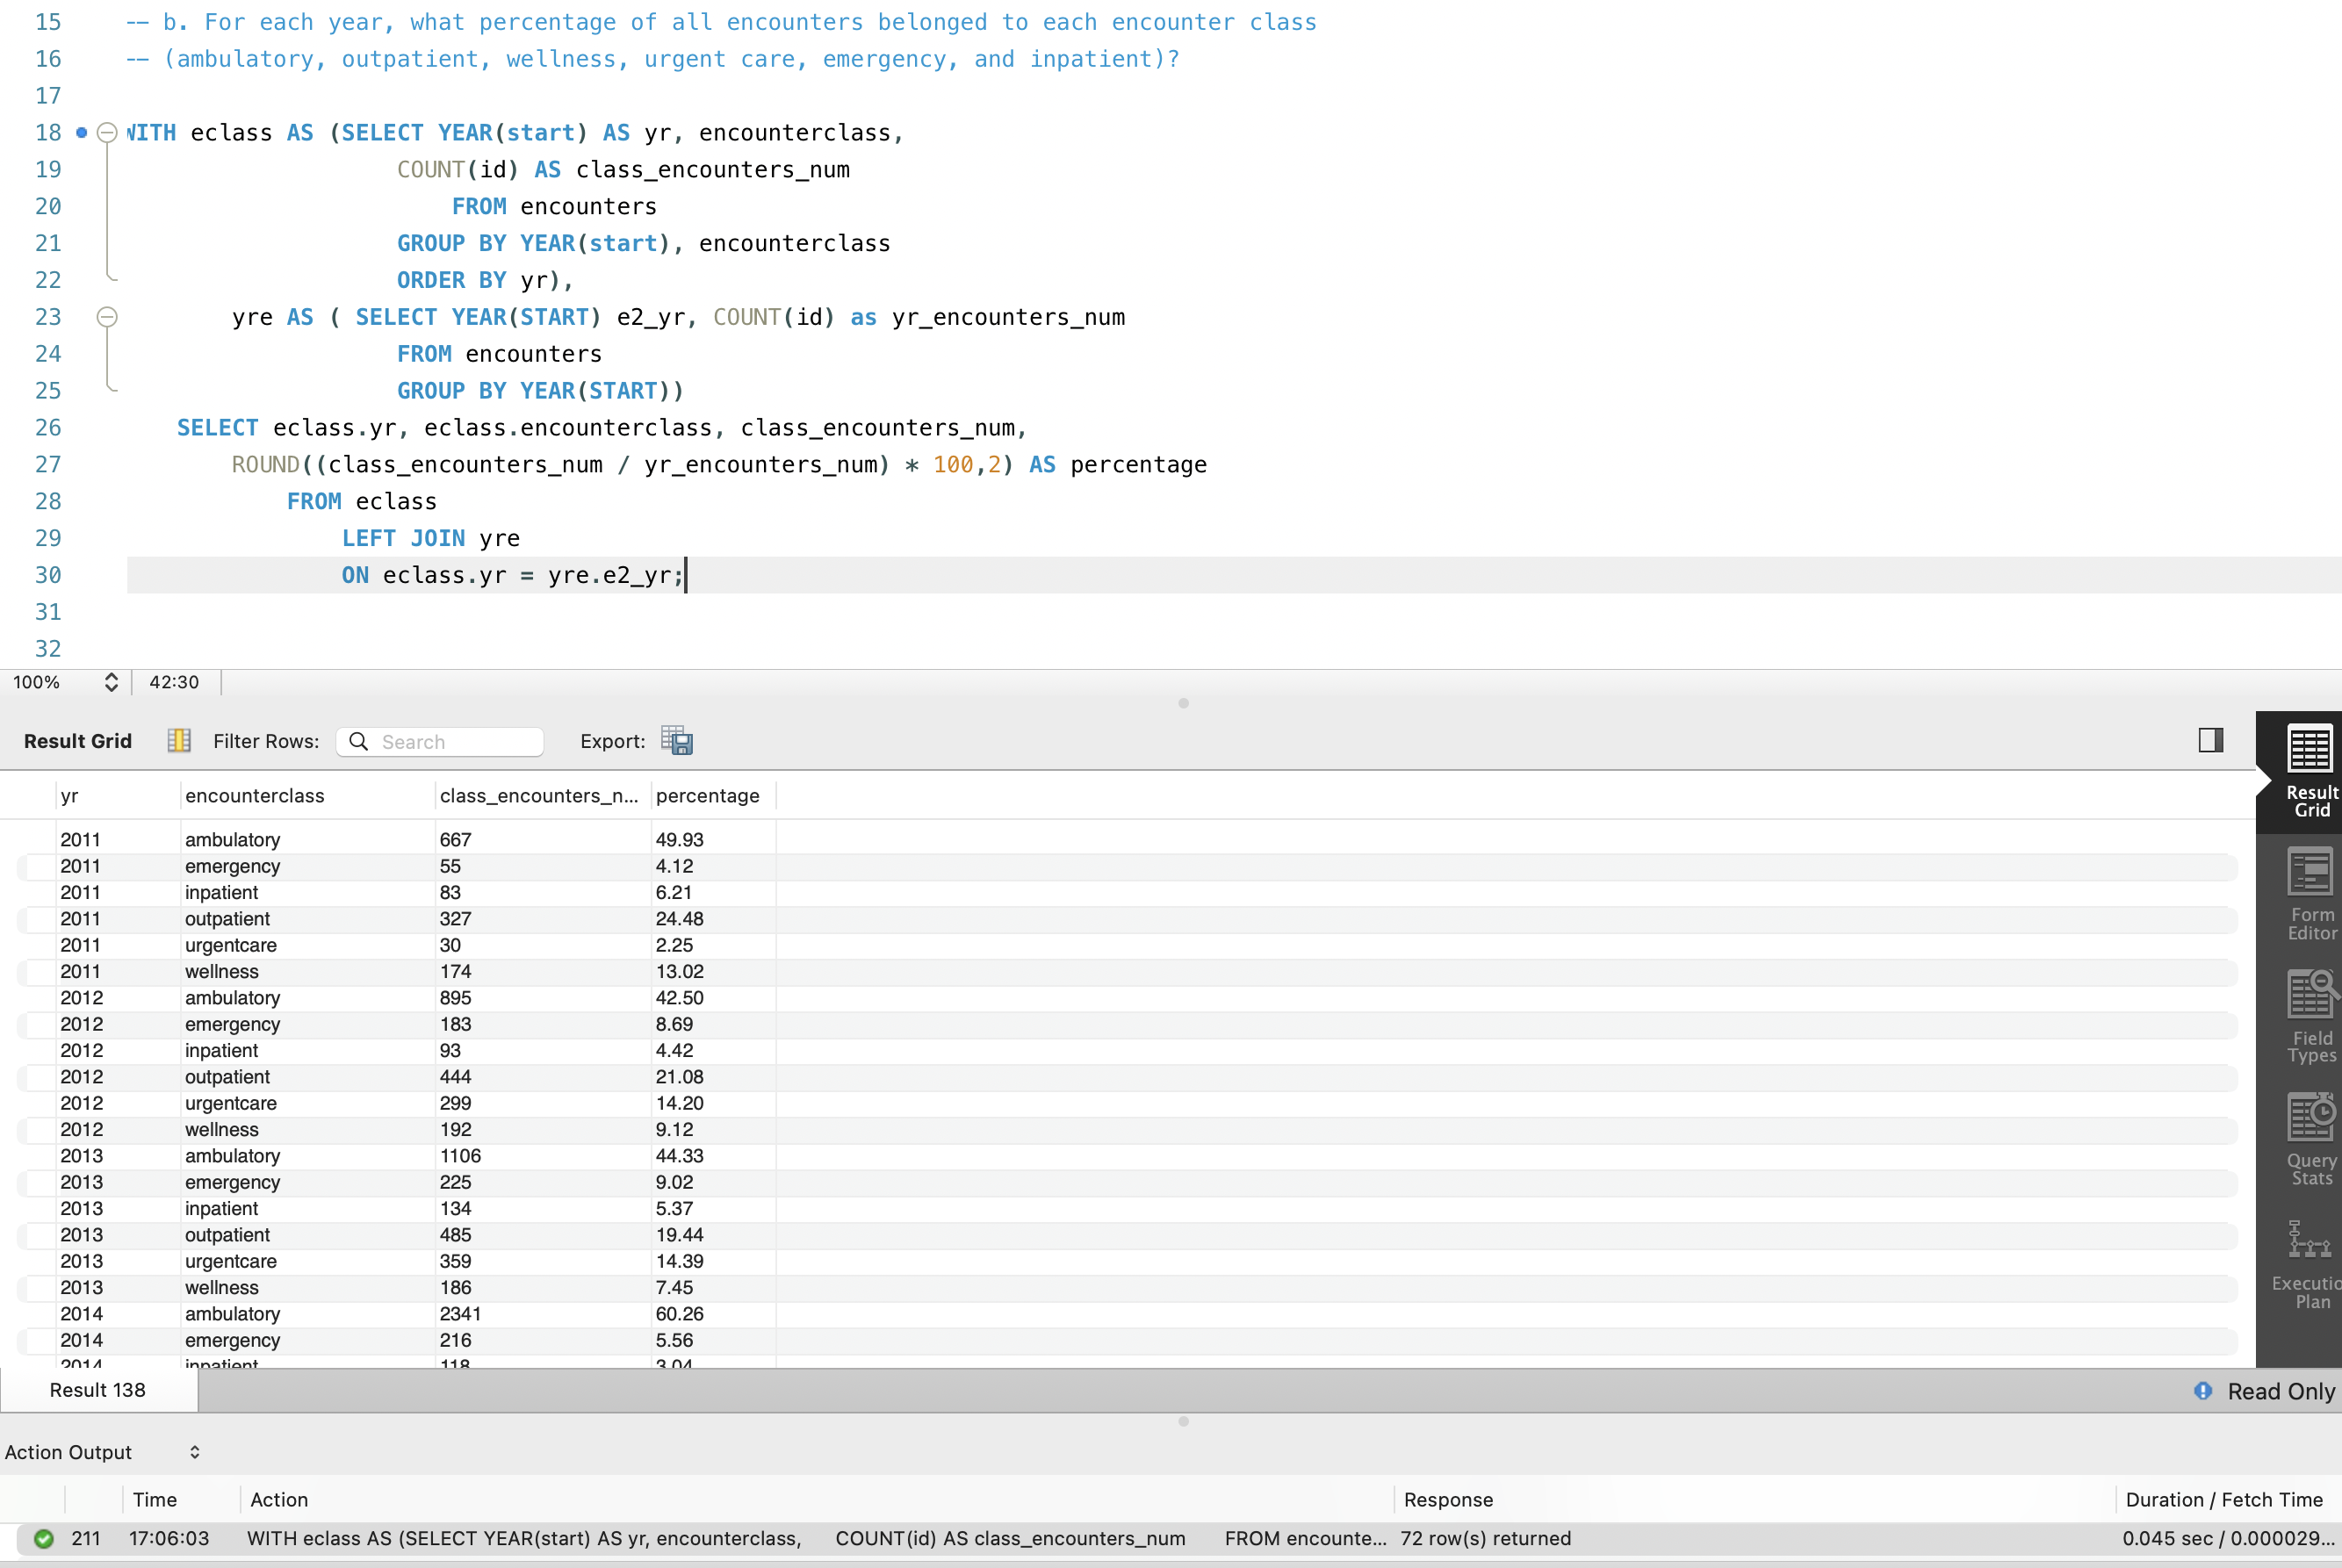 15 -- b. For each year, what percentage of all encounters belonged to each encounter class
16 -- (ambulatory, outpatient, wellness, urgent care, emergency, and inpatient)?
17
18 WITH eclass AS (SELECT YEAR(start) AS yr, encounterclass,
19 COUNT(id) AS class_encounters_num
20 FROM encounters
21 GROUP BY YEAR(start), encounterclass
22 ORDER BY yr),
23 yre AS ( SELECT YEAR(START) e2_yr, COUNT(id) as yr_encounters_num
24 FROM encounters
25 GROUP BY YEAR(START))
26 SELECT eclass.yr, eclass.encounterclass, class_encounters_num,
27 ROUND((class_encounters_num / yr_encounters_num) * 100,2) AS percentage
28 FROM eclass
29 LEFT JOIN yre
30 ON eclass.yr = yre.e2_yr;
31
32
100% 42:30
Result Grid Filter Rows: Search Export:
yr encounterclass class_encounters_n... percentage
2011 ambulatory 667 49.93
2011 emergency 55 4.12
2011 inpatient 83 6.21
2011 outpatient 327 24.48
2011 urgentcare 30 2.25
2011 wellness 174 13.02
2012 ambulatory 895 42.50
2012 emergency 183 8.69
2012 inpatient 93 4.42
2012 outpatient 444 21.08
2012 urgentcare 299 14.20
2012 wellness 192 9.12
2013 ambulatory 1106 44.33
2013 emergency 225 9.02
2013 inpatient 134 5.37
2013 outpatient 485 19.44
2013 urgentcare 359 14.39
2013 wellness 186 7.45
2014 ambulatory 2341 60.26
2014 emergency 216 5.56
2014 inpatient 118 3.04
Result
Grid
Form
Editor
Field
Types
Query
Stats
Executio
Plan
Result 138 Read Only
Action Output
Time Action Response Duration / Fetch Time
211 17:06:03 WITH eclass AS (SELECT YEAR(start) AS yr, encounterclass, COUNT(id) AS class_encounters_num FROM encounte... 72 row(s) returned 0.045 sec / 0.000029...